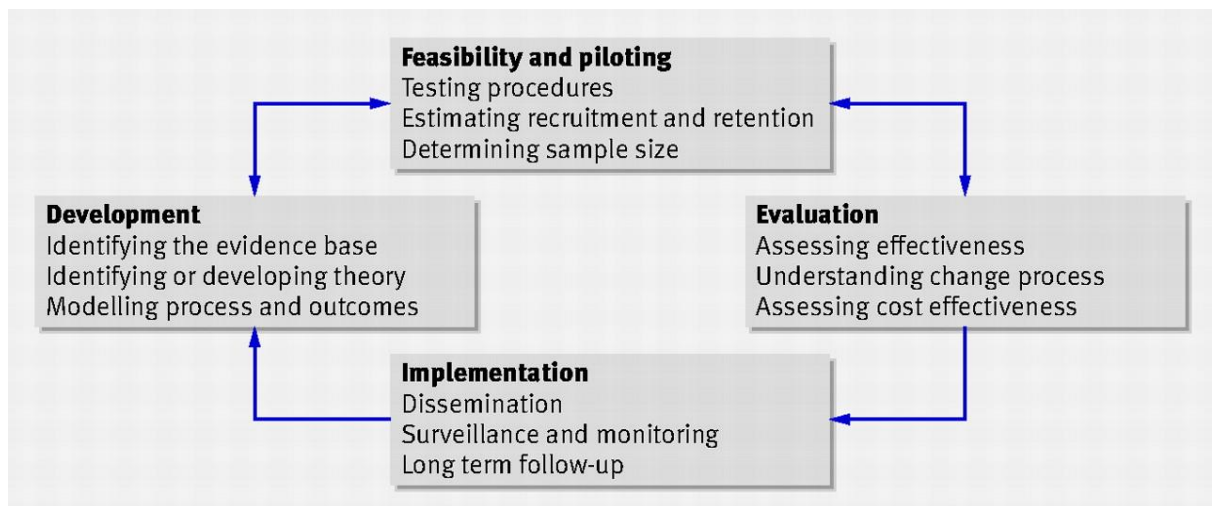 Feasibility and piloting
Testing procedures
Estimating recruitment and retention
Determining sample size
Development
Identifying the evidence base
Identifying or developing theory
Modelling process and outcomes
Evaluation
Assessing effectiveness
Understanding change process
Assessing cost effectiveness
Implementation
Dissemination
Surveillance and monitoring
Long term follow-up